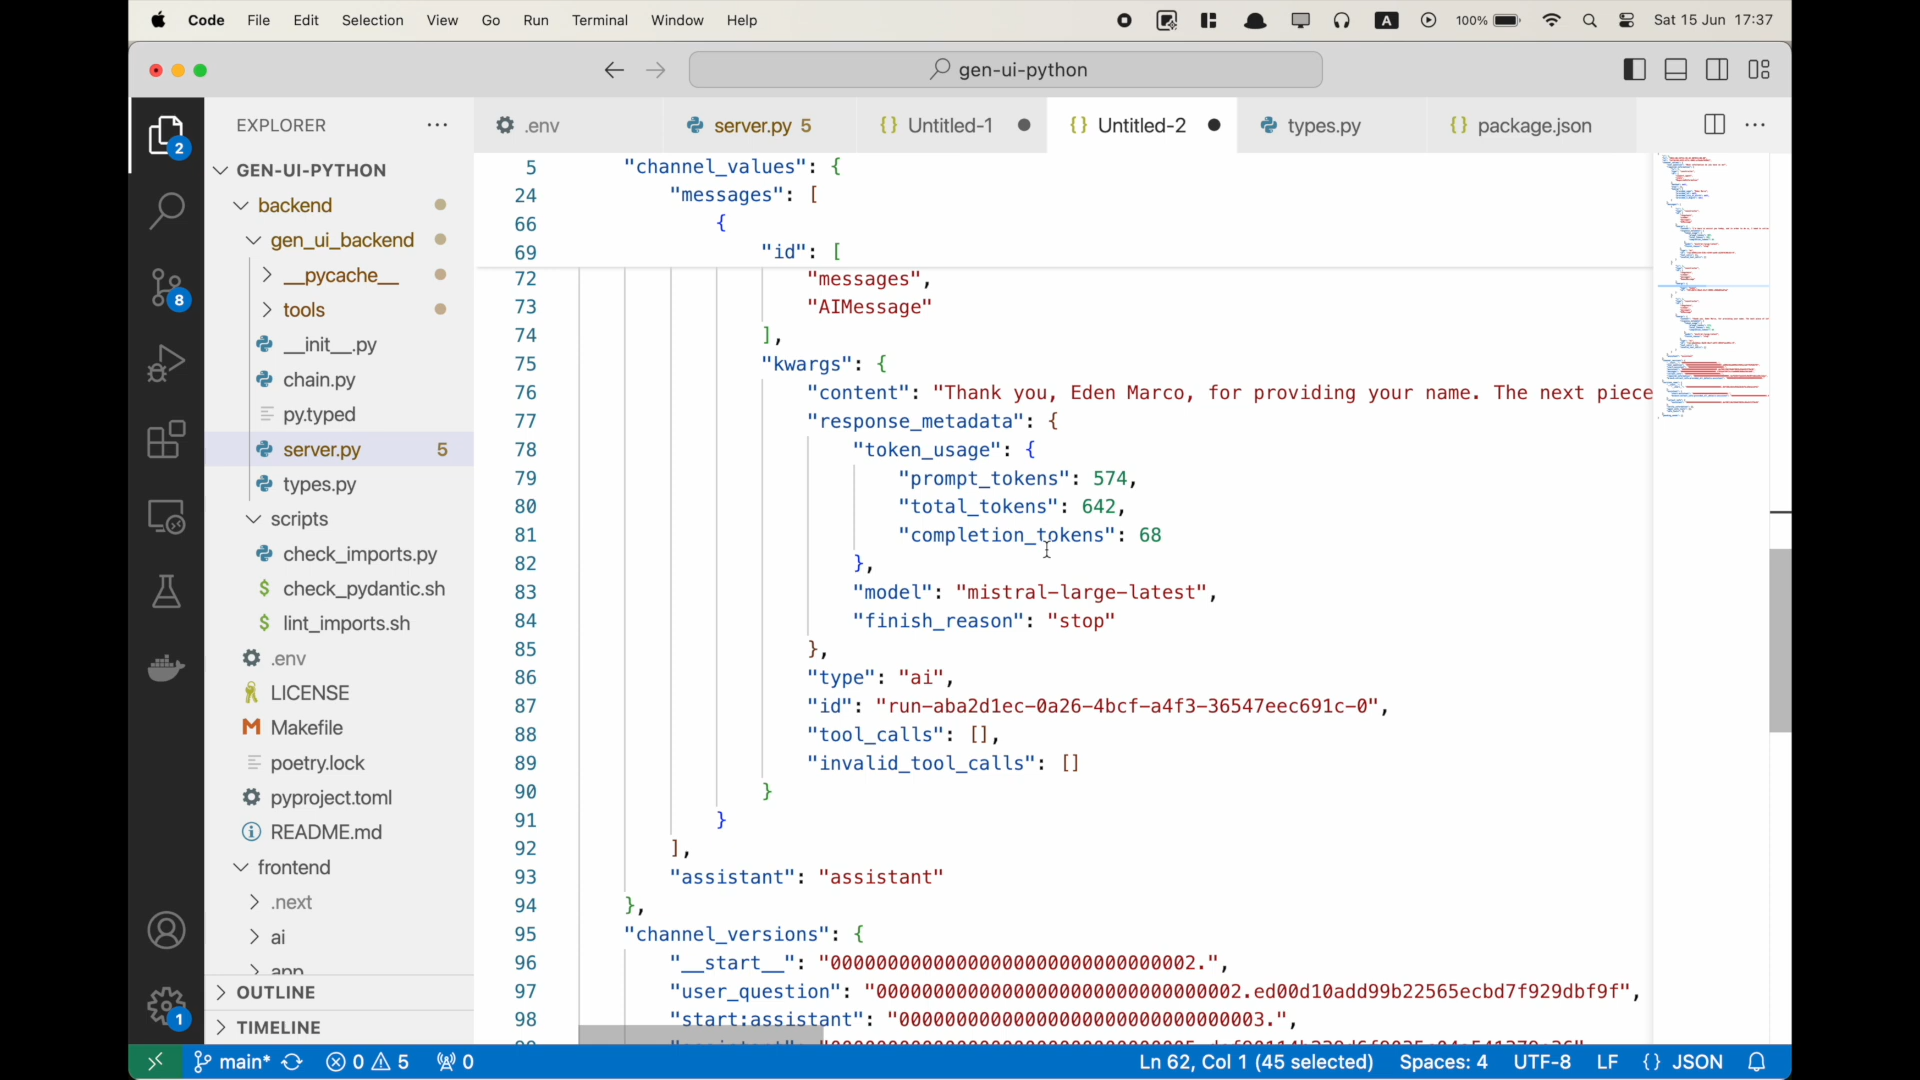 Code File Edit Selection View Go Run Terminal Window Help A 100% Sat 15 Jun 17:37
gen-ui-python
EXPLORER
.env
server.py 5
{} Untitled-1
{} Untitled-2
types.py
{} package.json
GEN-UI-PYTHON
backend
gen_ui_backend
__pycache__
tools
__init__.py
chain.py
py.typed
server.py 5
types.py
scripts
check_imports.py
$ check_pydantic.sh
$ lint_imports.sh
.env
LICENSE
Makefile
poetry.lock
pyproject.toml
README.md
frontend
.next
ai
app
OUTLINE
TIMELINE
2
8
1
5 "channel_values": {
24 "messages": [
66 {
69 "id": [
72 "messages",
73 "AIMessage"
74 ],
75 "kwargs": {
76 "content": "Thank you, Eden Marco, for providing your name. The next piece
77 "response_metadata": {
78 "token_usage": {
79 "prompt_tokens": 574,
80 "total_tokens": 642,
81 "completion_tokens": 68
82 },
83 "model": "mistral-large-latest",
84 "finish_reason": "stop"
85 },
86 "type": "ai",
87 "id": "run-aba2d1ec-0a26-4bcf-a4f3-36547eec691c-0",
88 "tool_calls": [],
89 "invalid_tool_calls": []
90 }
91 }
92 ],
93 "assistant": "assistant"
94 },
95 "channel_versions": {
96 "__start__": "00000000000000000000000000000002.",
97 "user_question": "00000000000000000000000000000002.ed00d10add99b22565ecbd7f929dbf9f",
98 "start:assistant": "00000000000000000000000000000003.",
main* 0 5 0 Ln 62, Col 1 (45 selected) Spaces: 4 UTF-8 LF {} JSON